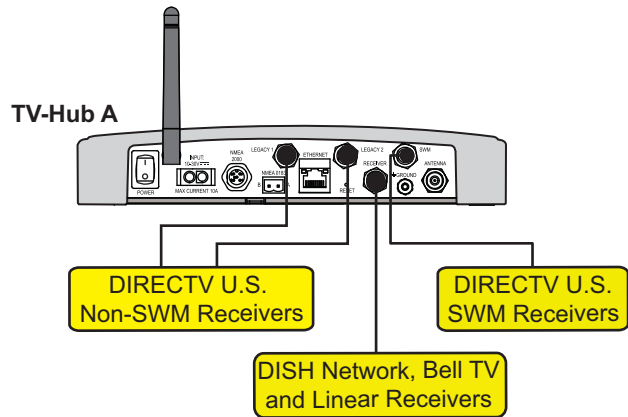 TV-Hub A
POWER
INPUT:
10-30V
MAX CURRENT 10A
NMEA
2000
LEGACY 1
NMEA 0183
B
A
ETHERNET
LEGACY 2
RESET
RECEIVER
SWM
GROUND
ANTENNA
DIRECTV U.S.
Non-SWM Receivers
DIRECTV U.S.
SWM Receivers
DISH Network, Bell TV
and Linear Receivers